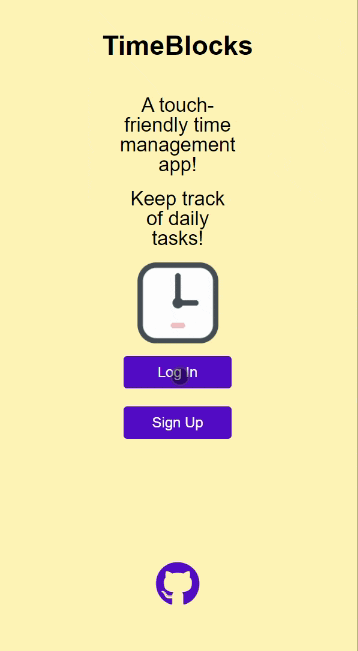 TimeBlocks
A touch-
friendly time
management
app!
Keep track
of daily
tasks!
Log In
Sign Up